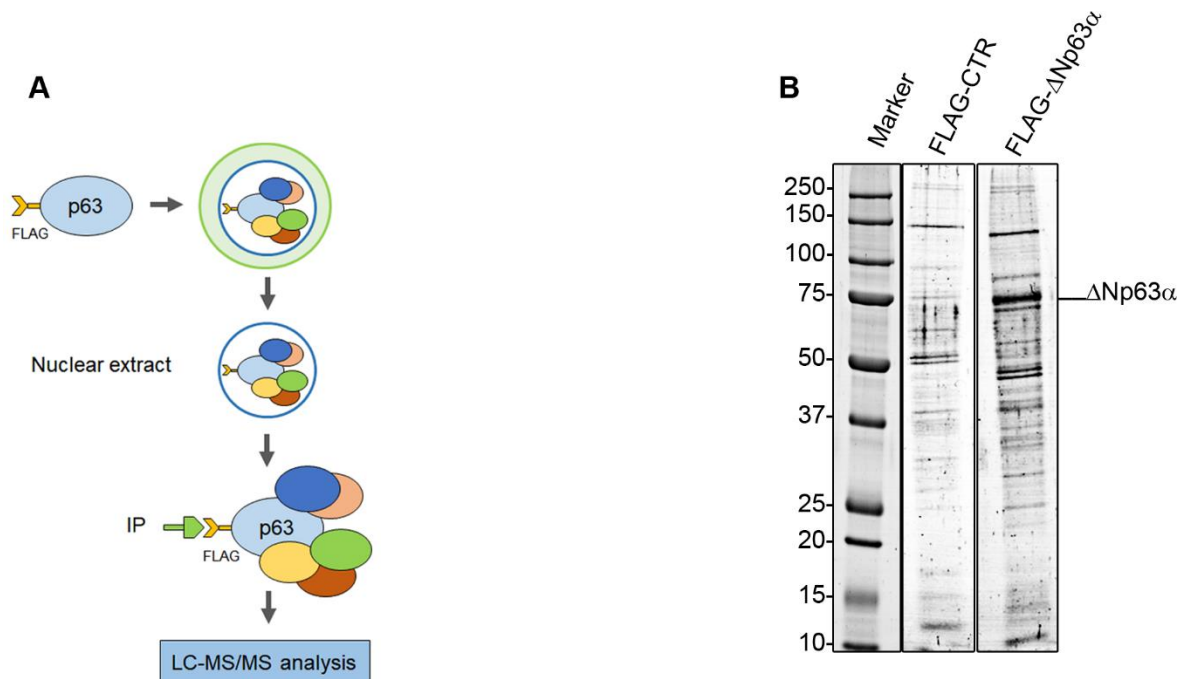 A
p63
FLAG
Nuclear extract
IP
p63
FLAG
LC-MS/MS analysis
B
Marker
FLAG-CTR
FLAG-ΔNp63α
250
150
100
75
50
37
25
20
15
10
ΔNp63α